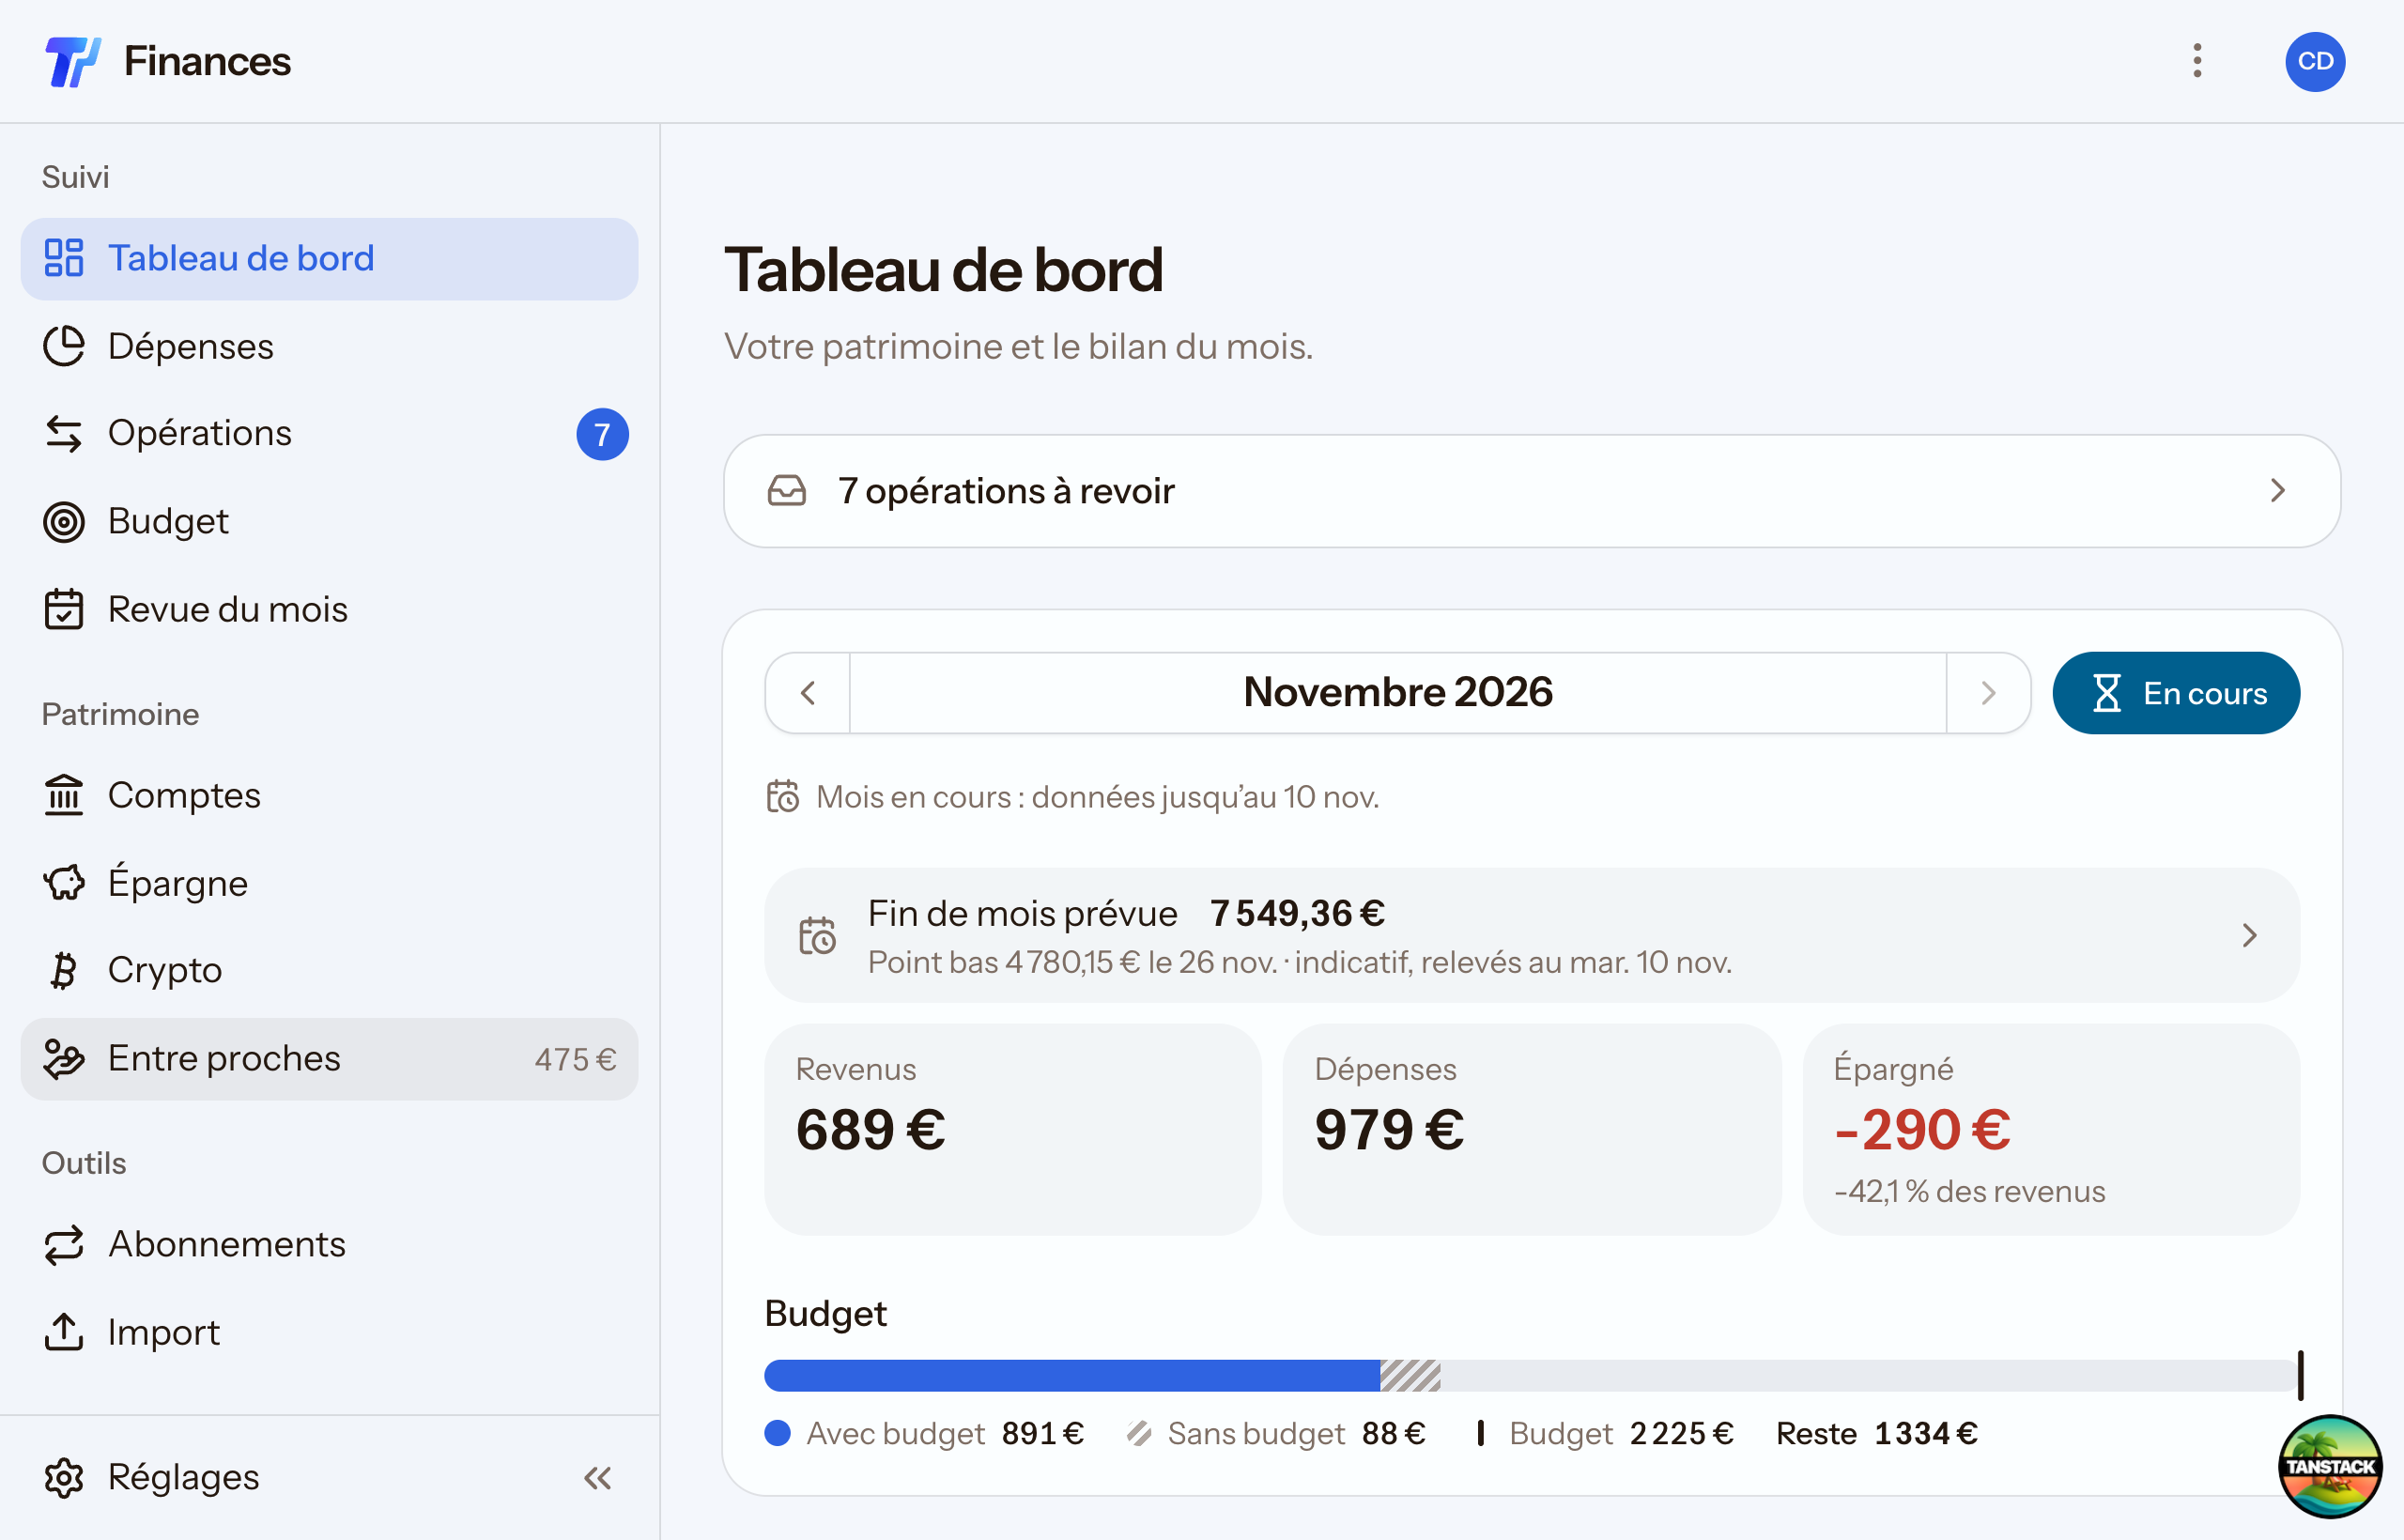 Finances
CD
Suivi
Tableau de bord
Dépenses
Opérations
7
Budget
Revue du mois
Patrimoine
Comptes
Épargne
Crypto
Entre proches
475 €
Outils
Abonnements
Import
Réglages
Tableau de bord
Votre patrimoine et le bilan du mois.
7 opérations à revoir
Novembre 2026
En cours
Mois en cours : données jusqu’au 10 nov.
Fin de mois prévue 7 549,36 €
Point bas 4 780,15 € le 26 nov. · indicatif, relevés au mar. 10 nov.
Revenus
689 €
Dépenses
979 €
Épargné
-290 €
-42,1 % des revenus
Budget
Avec budget 891 € Sans budget 88 € Budget 2 225 € Reste 1 334 €
TANSTACK